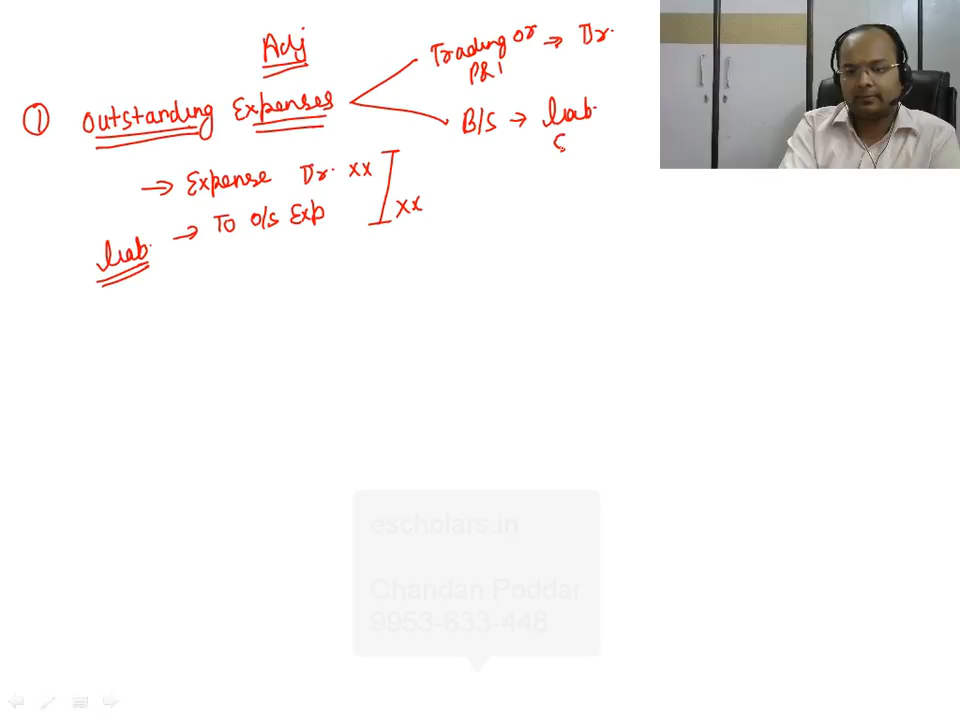 Adj
① Outstanding Expenses
Trading or → Dr.
P&l
B/S → liab.
→ Expense Dr. xx
→ To O/s Exp xx
Liab.
escholars.in
Chandan Poddar
9953-633-448